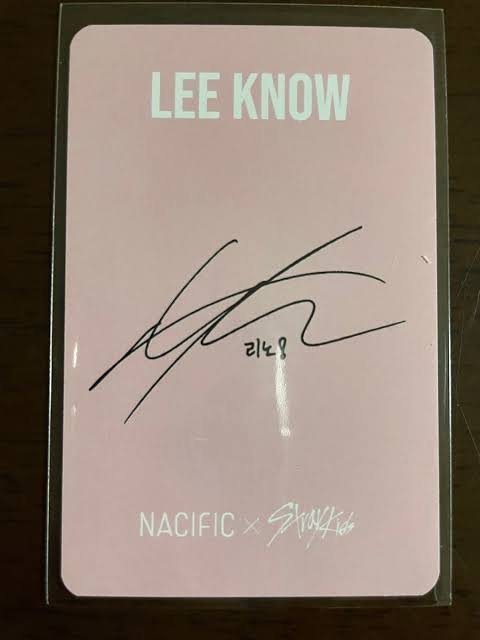 LEE KNOW
리노
NACIFIC × Stray Kids